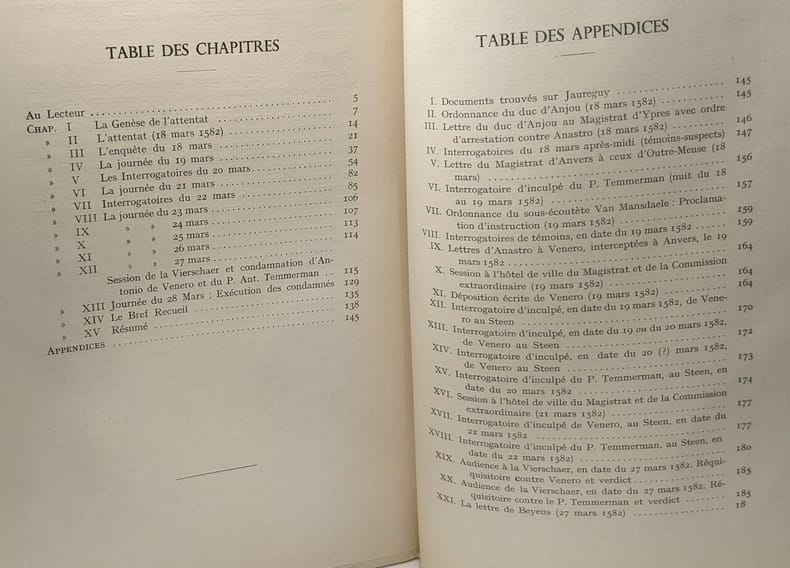 TABLE DES CHAPITRES
Au Lecteur 5
CHAP. I La Genèse de l'attentat 7
» II L'attentat (18 mars 1582) 14
» III L'enquête du 18 mars 21
» IV La journée du 19 mars 37
» V Les Interrogatoires du 20 mars 54
» VI La journée du 21 mars 82
» VII Interrogatoires du 22 mars 85
» VIII La journée du 23 mars 106
» IX » » 24 mars 107
» X » » 25 mars 113
» XI » » 26 mars 114
» XII » » 27 mars
Session de la Vierschaer et condamnation d'An-
tonio de Venero et du P. Ant. Temmerman 115
» XIII Journée du 28 Mars ; Exécution des condamnés 129
» XIV Le Bref Recueil 135
» XV Résumé 138
APPENDICES 145
TABLE DES APPENDICES
I. Documents trouvés sur Jaureguy 145
II. Ordonnance du duc d'Anjou (18 mars 1582) 145
III. Lettre du duc d'Anjou au Magistrat d'Ypres avec ordre
d'arrestation contre Anastro (18 mars 1582) 146
IV. Interrogatoires du 18 mars après-midi (témoins-suspects) 147
V. Lettre du Magistrat d'Anvers à ceux d'Outre-Meuse (18
mars) 156
VI. Interrogatoire d'inculpé du P. Temmerman (nuit du 18
au 19 mars 1582) 157
VII. Ordonnance du sous-écoutète Van Mansdaele : Proclama-
tion d'instruction (19 mars 1582) 159
VIII. Interrogatoires de témoins, en date du 19 mars 1582 159
IX. Lettres d'Anastro à Venero, interceptées à Anvers, le 19
mars 1582 164
X. Session à l'hôtel de ville du Magistrat et de la Commission
extraordinaire (19 mars 1582) 164
XI. Déposition écrite de Venero (19 mars 1582) 164
XII. Interrogatoire d'inculpé, en date du 19 mars 1582, de Vene-
ro au Steen 170
XIII. Interrogatoire d'inculpé, en date du 19 ou du 20 mars 1582,
de Venero au Steen 172
XIV. Interrogatoire d'inculpé, en date du 20 (?) mars 1582,
de Venero au Steen 173
XV. Interrogatoire d'inculpé du P. Temmerman, au Steen, en
date du 20 mars 1582 174
XVI. Session à l'hôtel de ville du Magistrat et de la Commission
extraordinaire (21 mars 1582) 177
XVII. Interrogatoire d'inculpé de Venero, au Steen, en date du
22 mars 1582 177
XVIII. Interrogatoire d'inculpé du P. Temmerman, au Steen, en
date du 22 mars 1582) 180
XIX. Audience à la Vierschaer, en date du 27 mars 1582. Réqui-
quisitoire contre Venero et verdict 185
XX. Audience de la Vierschaer, en date du 27 mars 1582. Ré-
quisitoire contre le P. Temmerman et verdict 185
XXI. La lettre de Beyens (27 mars 1582) 18